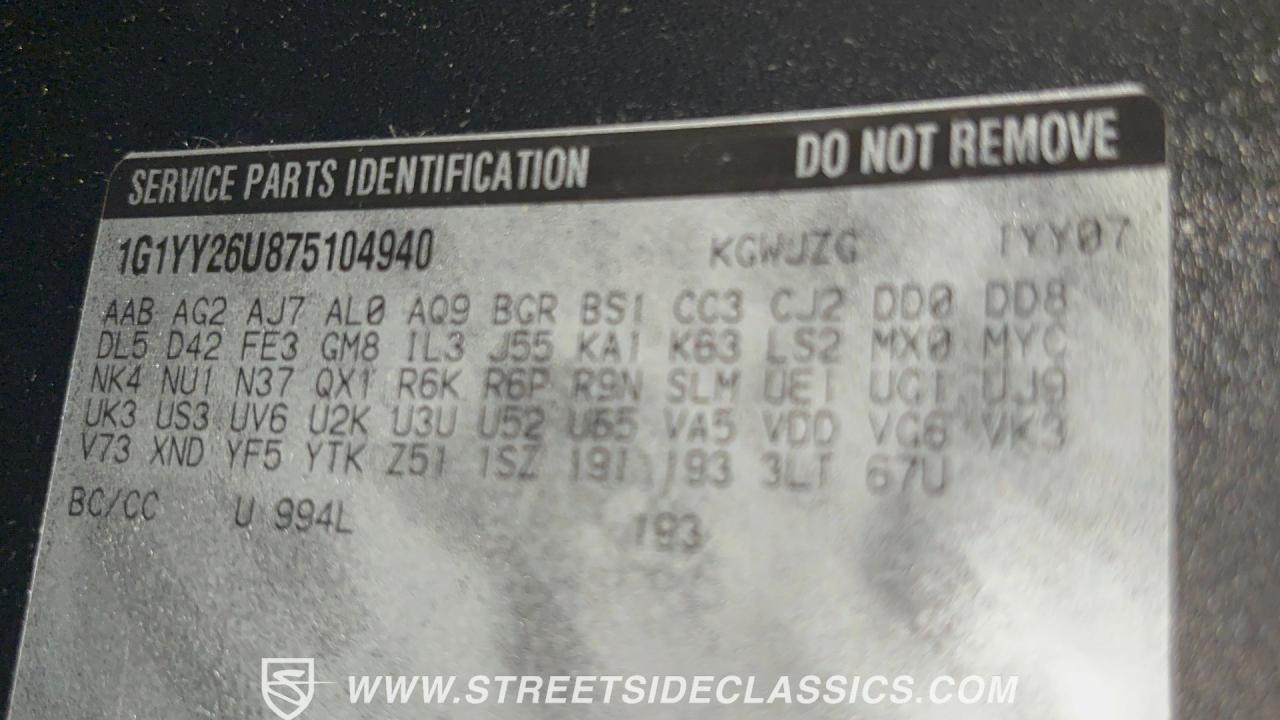 SERVICE PARTS IDENTIFICATION DO NOT REMOVE
1G1YY26U875104940 KGWJZG 1YY07
AAB AG2 AJ7 AL0 AQ9 BGR BS1 CC3 CJ2 DD0 DD8
DL5 D42 FE3 GM8 IL3 J55 KA1 K63 LS2 MX0 MYC
NK4 NU1 N37 QX1 R6K R6P R9N SLM UE1 UG1 UJ9
UK3 US3 UV6 U2K U3U U52 U65 VA5 VDD VG6 VK3
V73 XND YF5 YTK Z51 1SZ 19I 193 3LT 67U
BC/CC U 994L 193
WWW.STREETSIDECLASSICS.COM